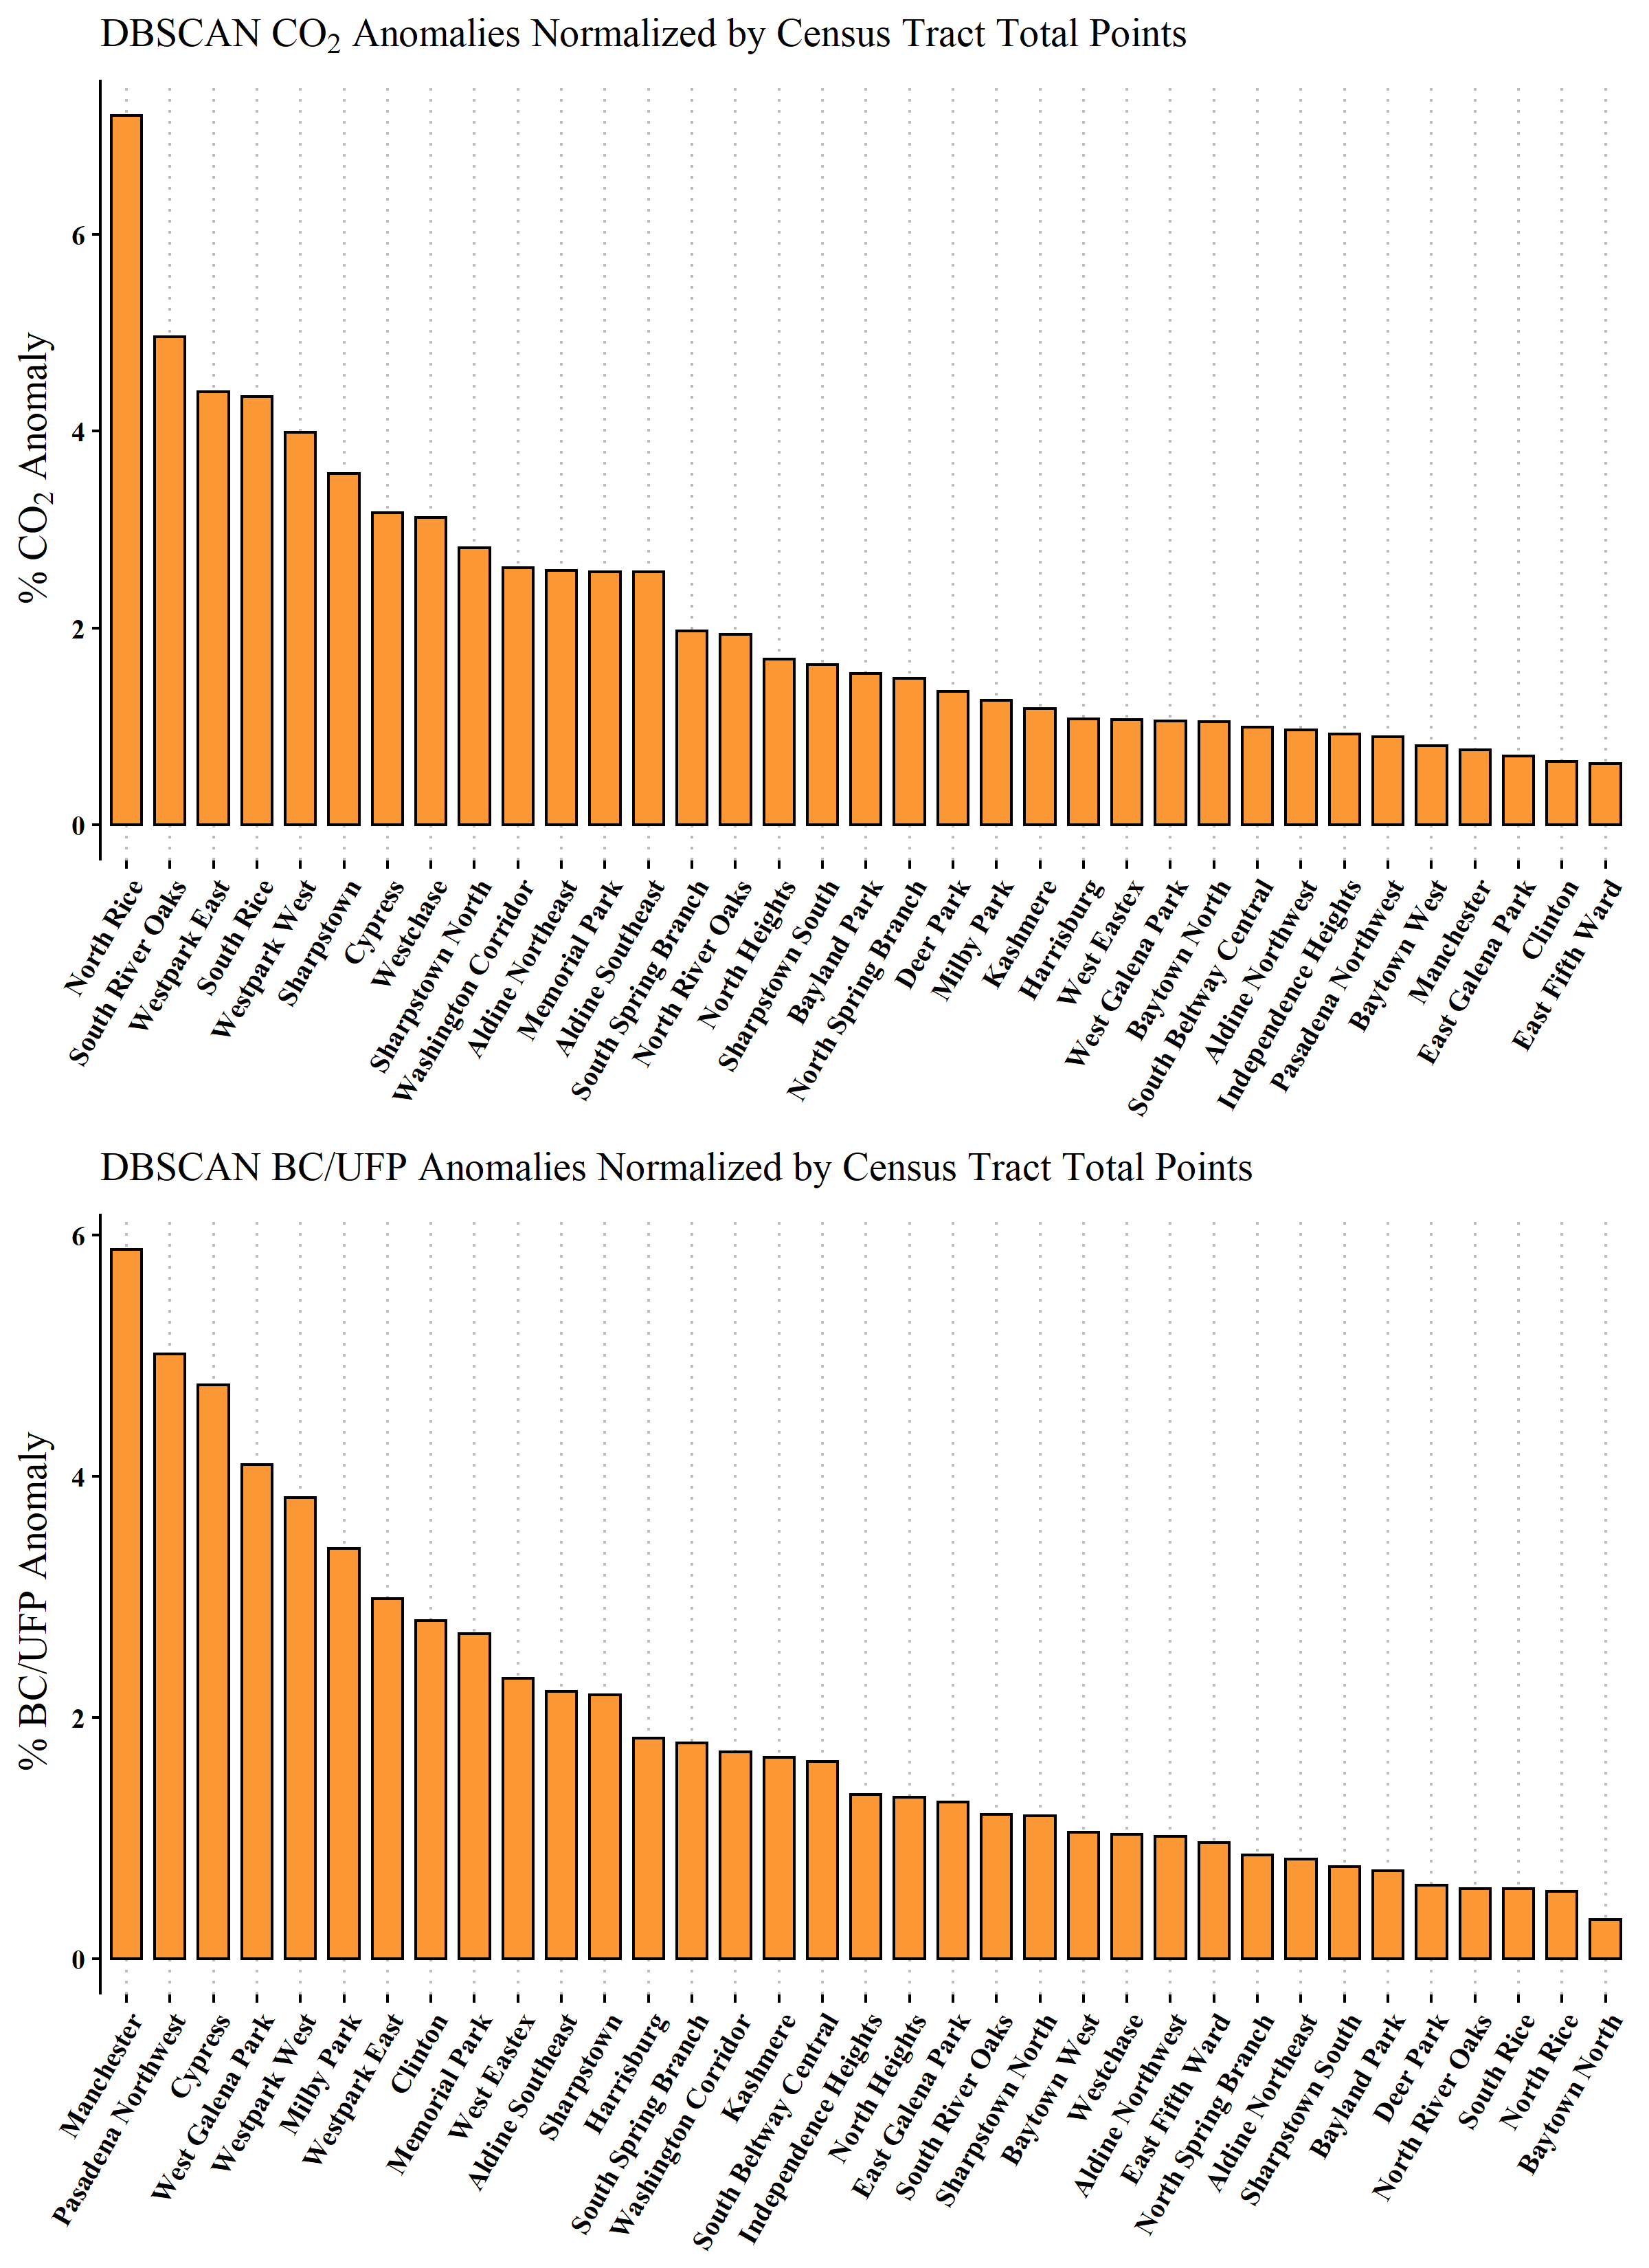 DBSCAN CO₂ Anomalies Normalized by Census Tract Total Points
% CO₂ Anomaly
6
4
2
0
North Rice
South River Oaks
Westpark East
South Rice
Westpark West
Sharpstown
Cypress
Westchase
Sharpstown North
Washington Corridor
Aldine Northeast
Memorial Park
Aldine Southeast
South Spring Branch
North River Oaks
North Heights
Sharpstown South
Bayland Park
North Spring Branch
Deer Park
Milby Park
Kashmere
Harrisburg
West Eastex
West Galena Park
Baytown North
South Beltway Central
Aldine Northwest
Independence Heights
Pasadena Northwest
Baytown West
Manchester
East Galena Park
Clinton
East Fifth Ward
DBSCAN BC/UFP Anomalies Normalized by Census Tract Total Points
% BC/UFP Anomaly
6
4
2
0
Manchester
Pasadena Northwest
Cypress
West Galena Park
Westpark West
Milby Park
Westpark East
Clinton
Memorial Park
West Eastex
Aldine Southeast
Sharpstown
Harrisburg
South Spring Branch
Washington Corridor
Kashmere
South Beltway Central
Independence Heights
North Heights
East Galena Park
South River Oaks
Sharpstown North
Baytown West
Westchase
Aldine Northwest
East Fifth Ward
North Spring Branch
Aldine Northeast
Sharpstown South
Bayland Park
Deer Park
North River Oaks
South Rice
North Rice
Baytown North